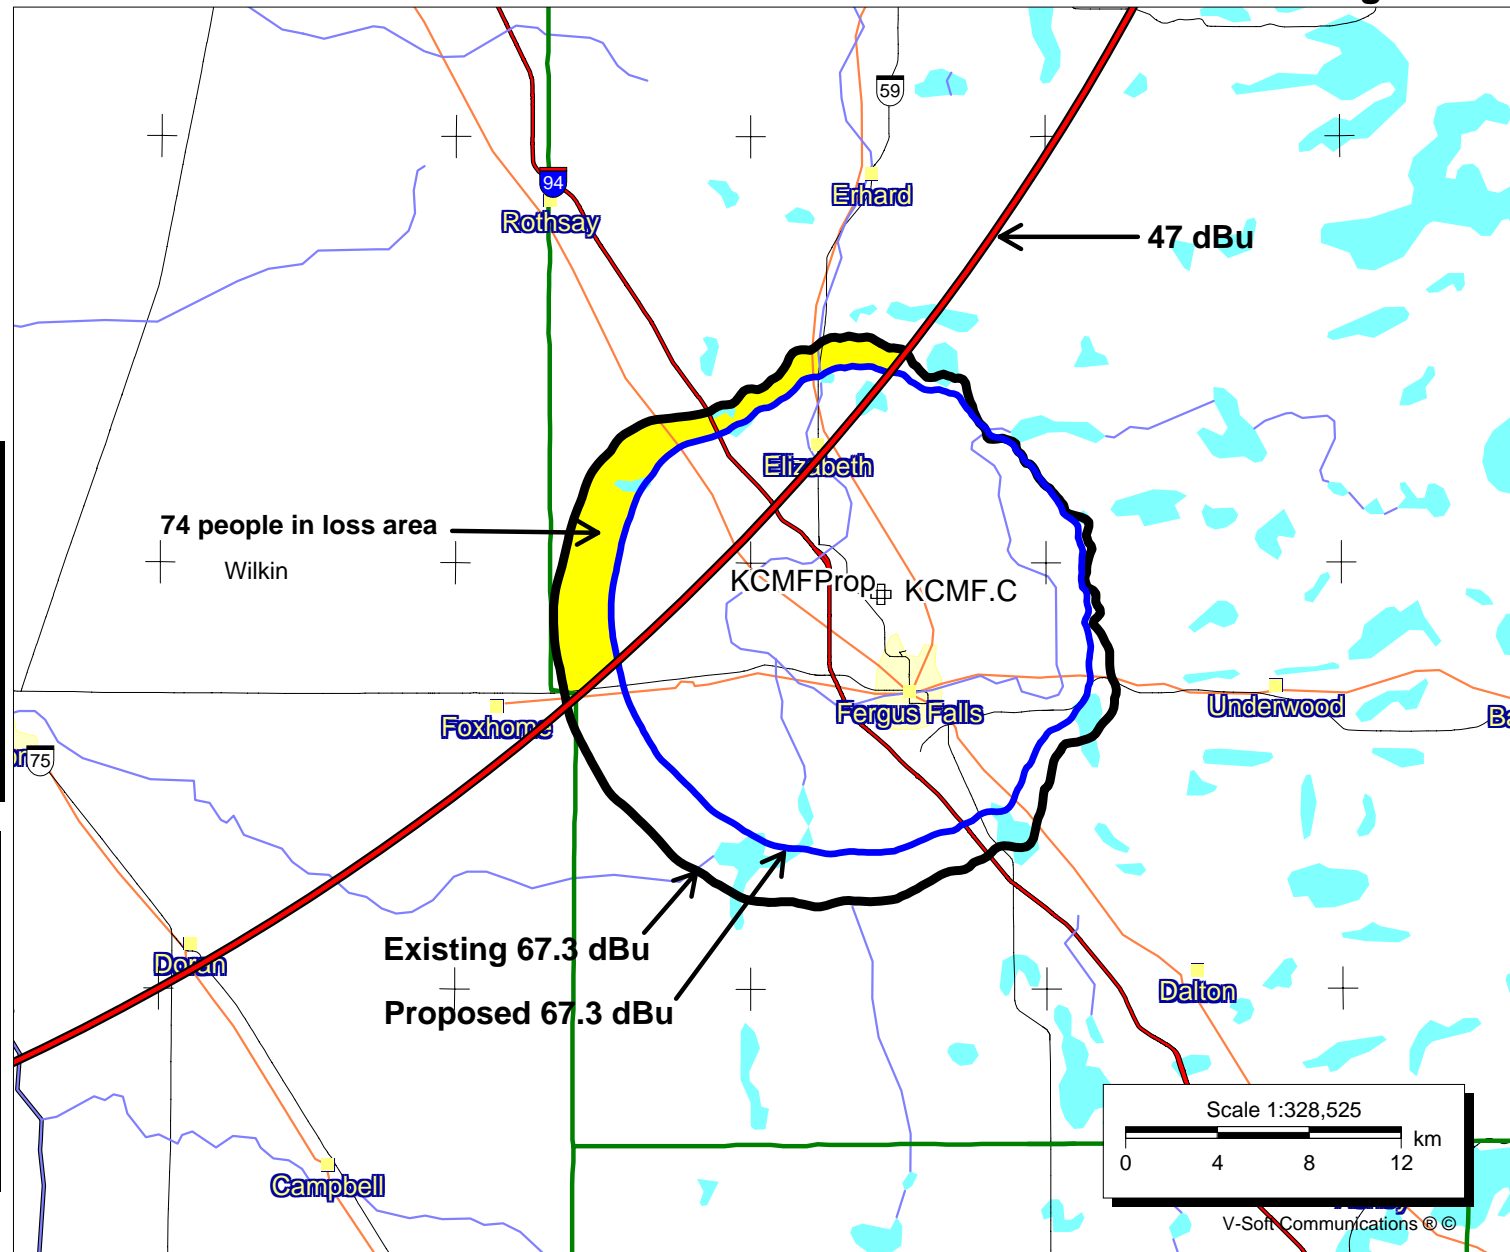 59
94
Rothsay
Erhard
47 dBu
Elizabeth
74 people in loss area
Wilkin
KCMFProp
KCMF.C
Foxhome
Fergus Falls
Underwood
75
Existing 67.3 dBu
Doran
Proposed 67.3 dBu
Dalton
Scale 1:328,525
km
0 4 8 12
Campbell
V-Soft Communications ® ©